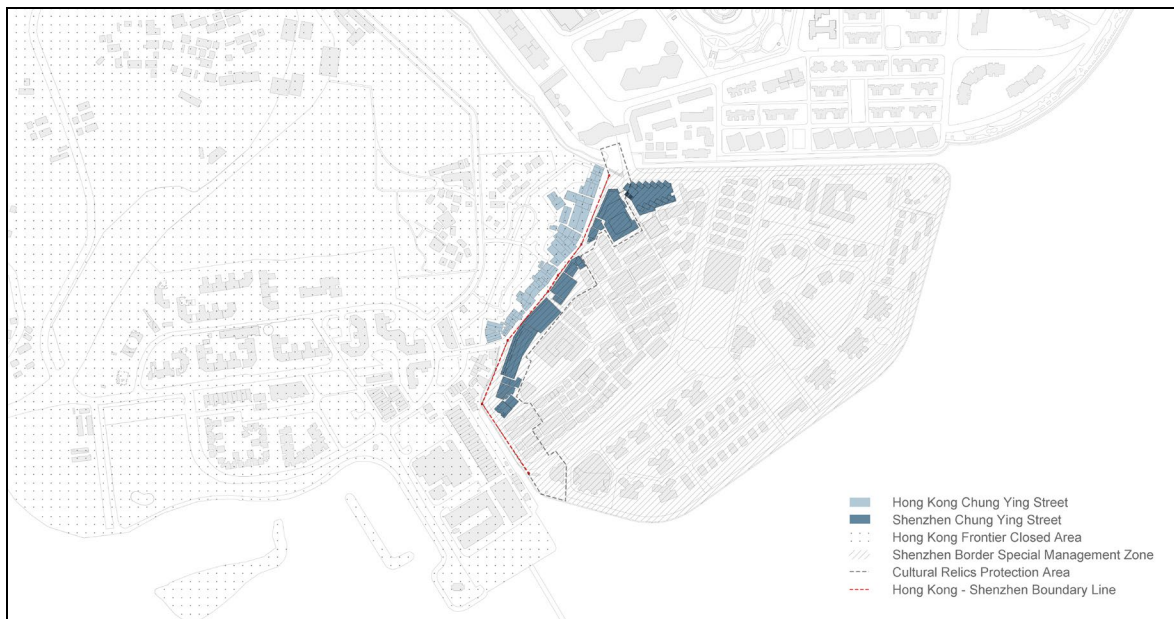 Hong Kong Chung Ying Street
Shenzhen Chung Ying Street
Hong Kong Frontier Closed Area
Shenzhen Border Special Management Zone
Cultural Relics Protection Area
Hong Kong - Shenzhen Boundary Line